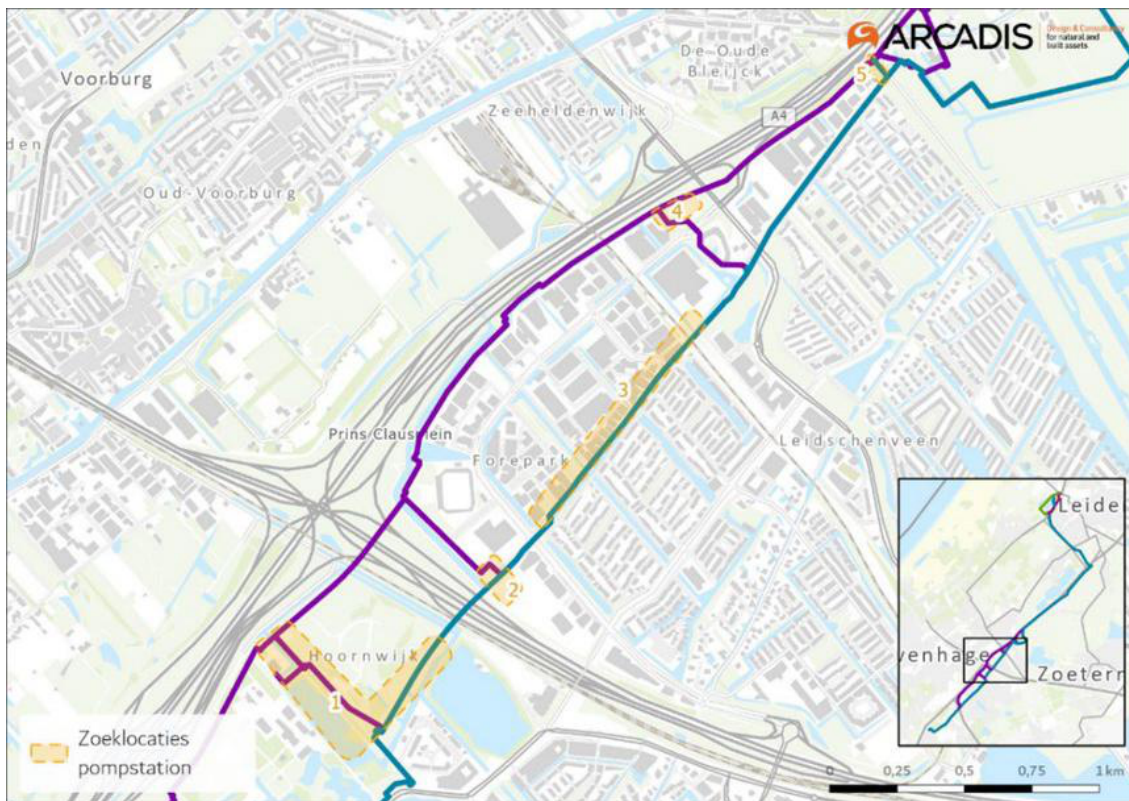 ARCADIS
Design & Consultancy
for natural and
built assets
Voorburg
De Oude
Bleijck
5
Zeeheldenwijk
A4
den
Oud-Voorburg
4
3
Prins Clausplein
Forepark
Leidschenveen
2
Hoornwijk
1
Leide
venhage
Zoeterr
Zoeklocaties
pompstation
0 0,25 0,5 0,75 1 km